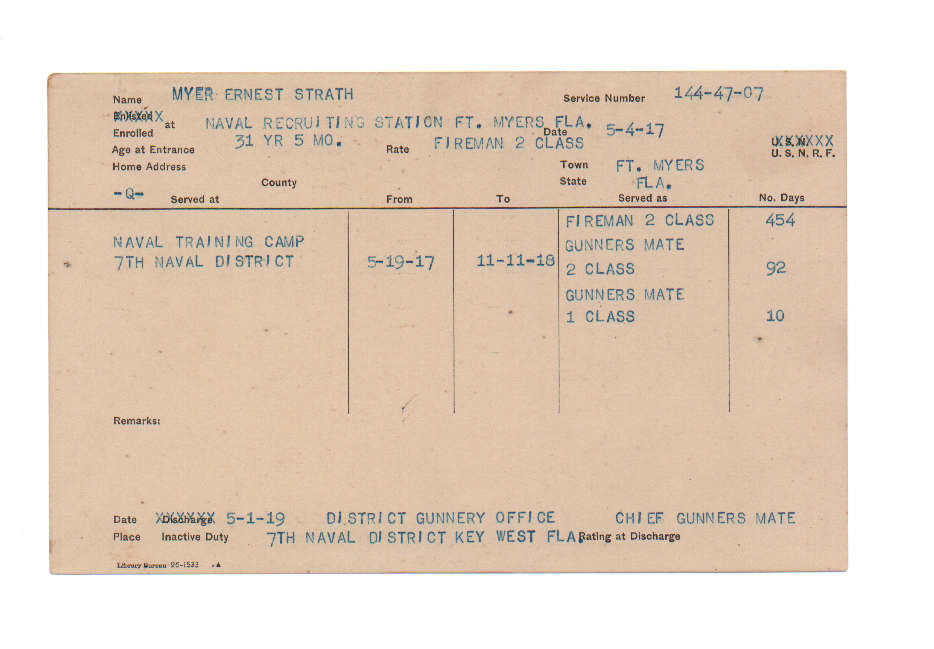 Name MYER ERNEST STRATH Service Number 144-47-07
Enlisted XXXXX
Enrolled at NAVAL RECRUITING STATION FT. MYERS FLA. Date 5-4-17
Age at Entrance 31 YR 5 MO. Rate FIREMAN 2 CLASS U.S.N. XXXXXX
U. S. N. R. F.
Home Address Town FT. MYERS
County State FLA.
-Q- Served at From To Served as No. Days
FIREMAN 2 CLASS 454
NAVAL TRAINING CAMP GUNNERS MATE
7TH NAVAL DISTRICT 5-19-17 11-11-18 2 CLASS 92
GUNNERS MATE
1 CLASS 10
Remarks:
Date Discharge XXXXXX 5-1-19 DISTRICT GUNNERY OFFICE CHIEF GUNNERS MATE
Place Inactive Duty 7TH NAVAL DISTRICT KEY WEST FLA. Rating at Discharge
Library Bureau 26-1533 .▲